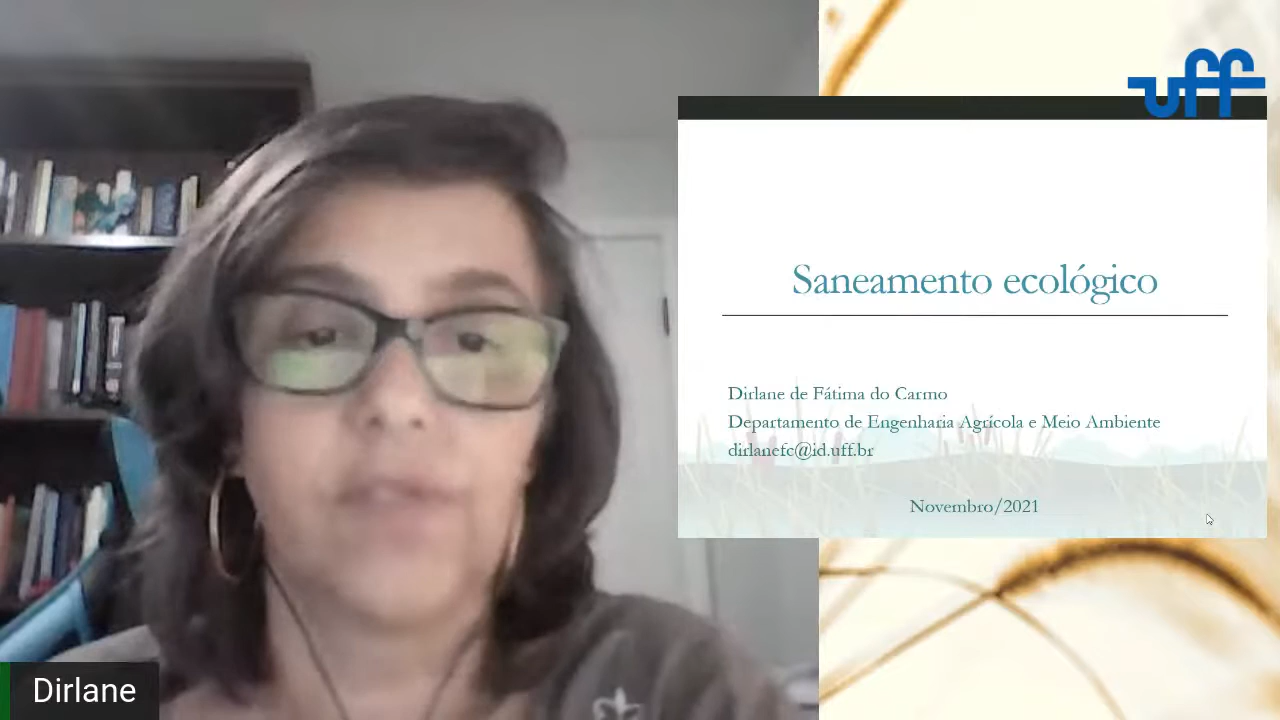 uff
Saneamento ecológico
Dirlane de Fátima do Carmo
Departamento de Engenharia Agrícola e Meio Ambiente
dirlanefc@id.uff.br
Novembro/2021
Dirlane